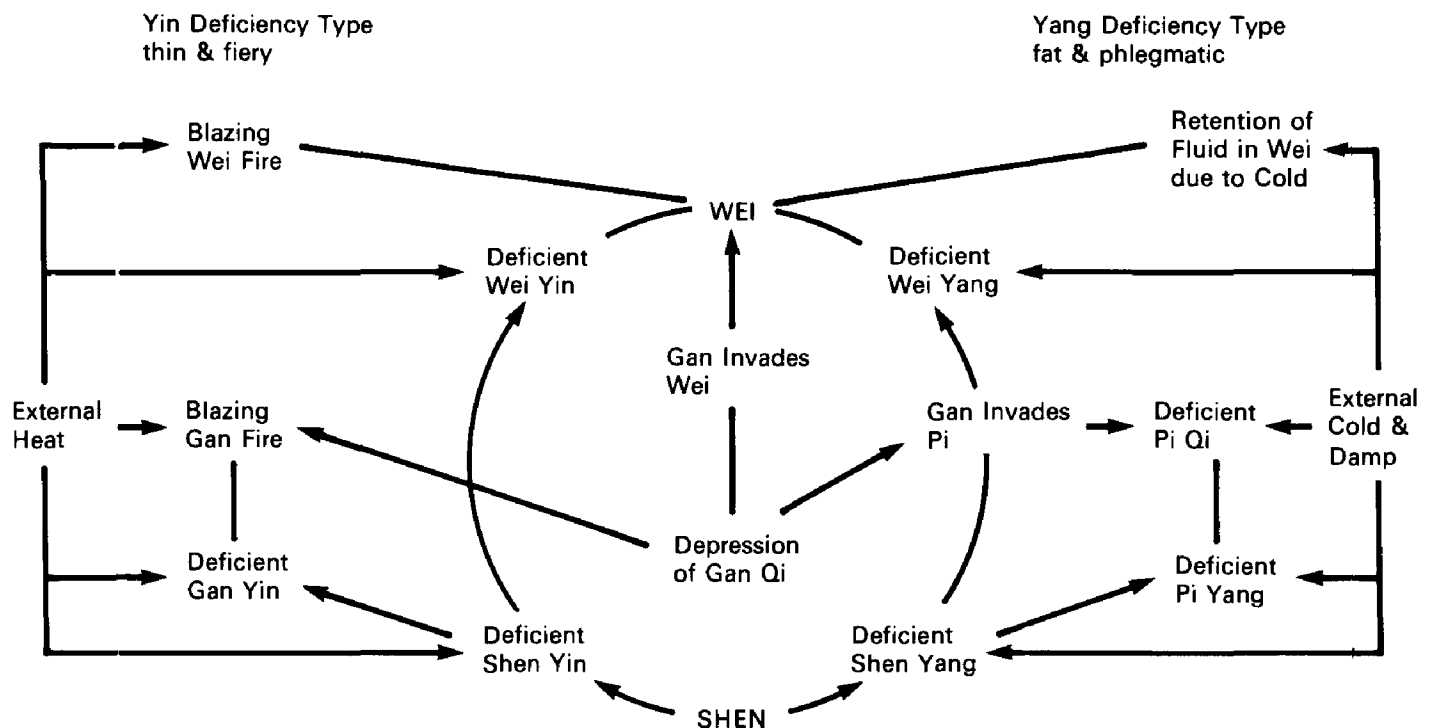 Yin Deficiency Type
thin & fiery
Yang Deficiency Type
fat & phlegmatic
Blazing
Wei Fire
Retention of
Fluid in Wei
due to Cold
WEI
Deficient
Wei Yin
Deficient
Wei Yang
Gan Invades
Wei
External
Heat
Blazing
Gan Fire
Gan Invades
Pi
Deficient
Pi Qi
External
Cold &
Damp
Depression
of Gan Qi
Deficient
Gan Yin
Deficient
Pi Yang
Deficient
Shen Yin
Deficient
Shen Yang
SHEN